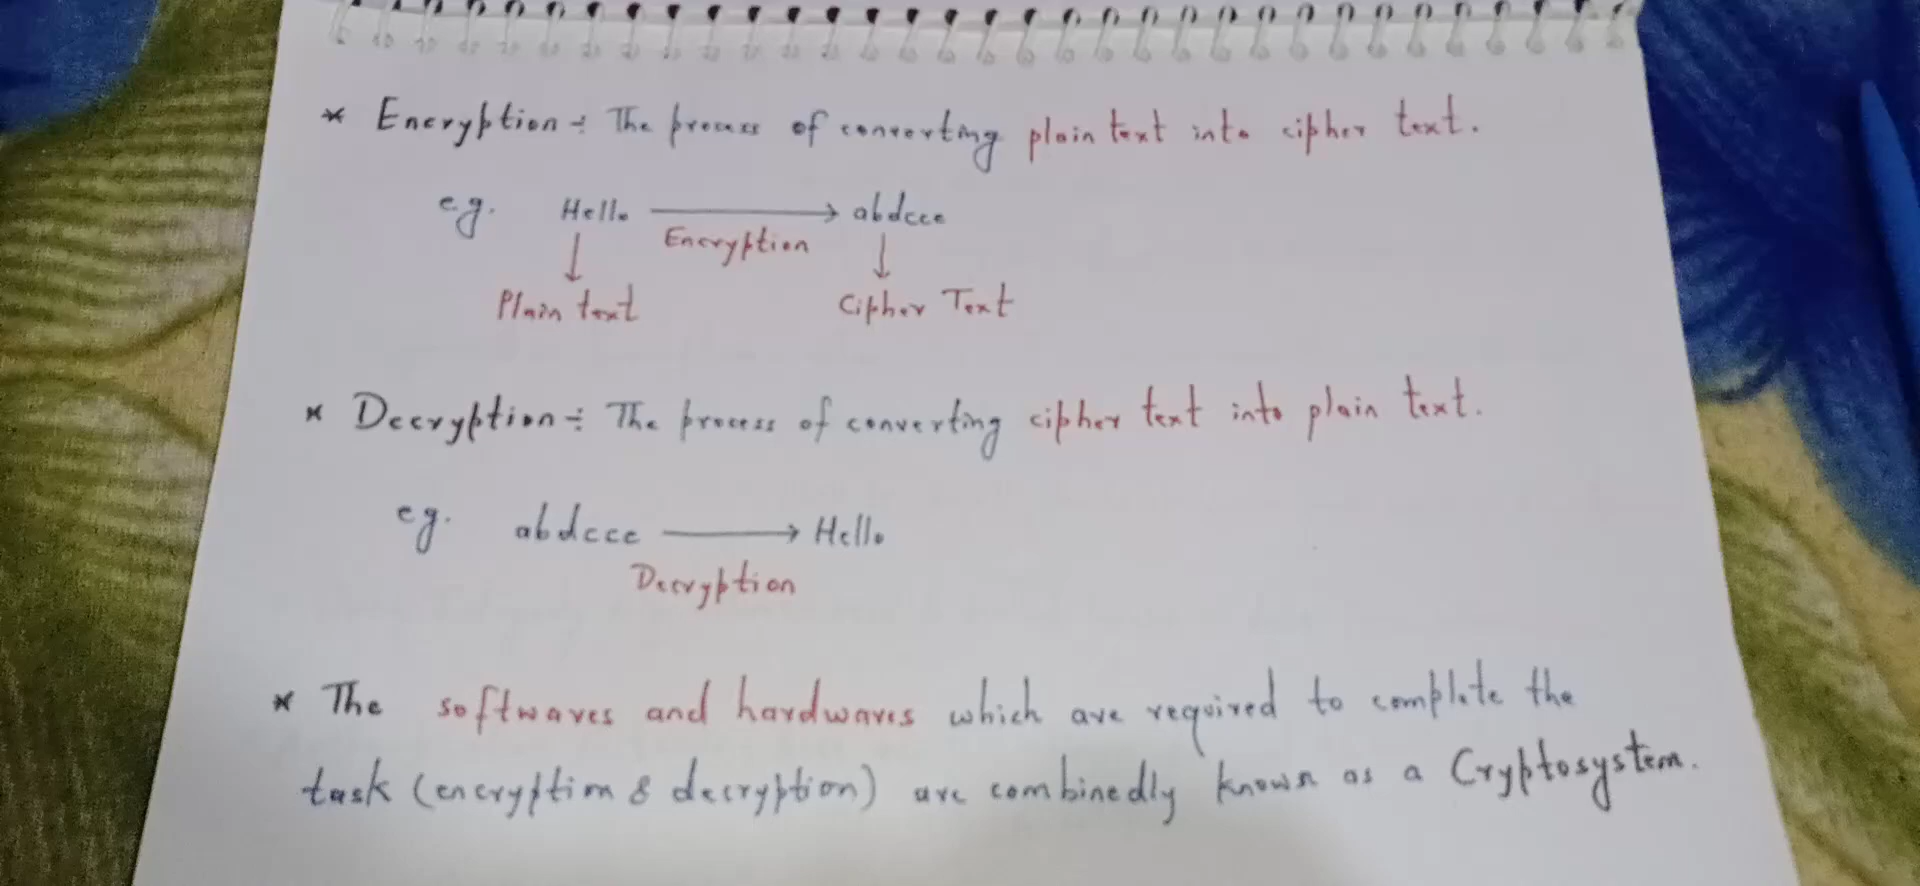 * Encryption :- The process of converting plain text into cipher text.
e.g. Hello → abdcce
Encryption
↓ ↓
Plain text Cipher Text
* Decryption :- The process of converting cipher text into plain text.
eg. abdccc → Hello
Decryption
* The softwares and hardwares which are required to complete the
task (encryption & decryption) are combinedly known as a Cryptosystem.